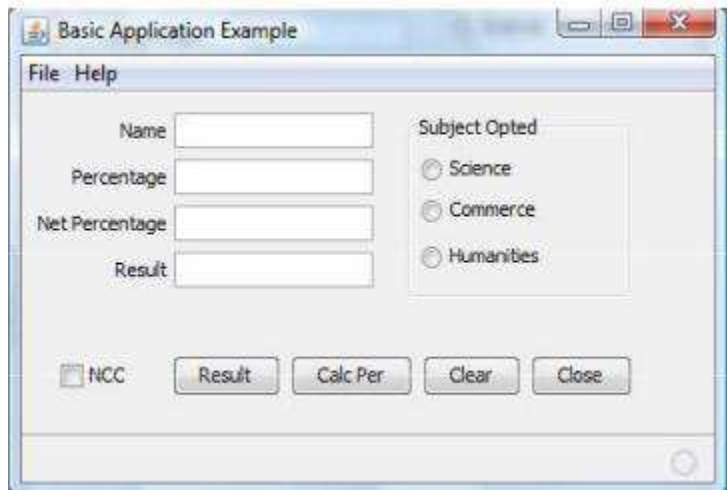 Basic Application Example
File Help
Name
Subject Opted
Percentage
Science
Net Percentage
Commerce
Result
Humanities
NCC Result Calc Per Clear Close